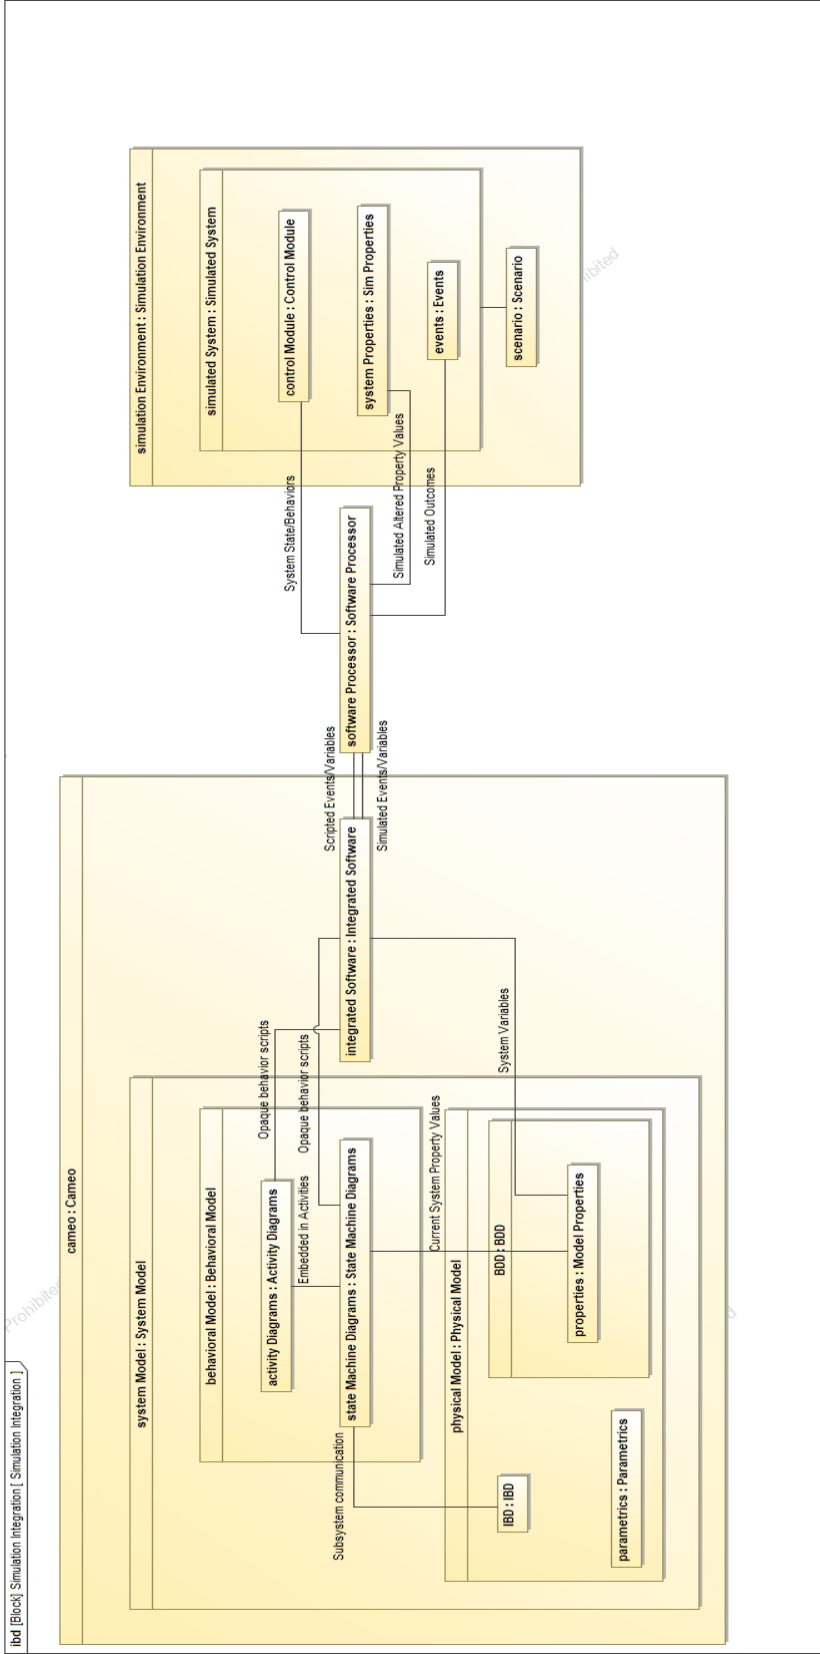 ibd [Block] Simulation Integration [ Simulation Integration ]
cameo : Cameo
system Model : System Model
behavioral Model : Behavioral Model
activity Diagrams : Activity Diagrams
Opaque behavior scripts
Embedded in Activities
Opaque behavior scripts
state Machine Diagrams : State Machine Diagrams
Subsystem communication
Current System Property Values
physical Model : Physical Model
BDD : BDD
properties : Model Properties
IBD : IBD
parametrics : Parametrics
System Variables
integrated Software : Integrated Software
Scripted Events/Variables
Simulated Events/Variables
software Processor : Software Processor
System State/Behaviors
Simulated Altered Property Values
Simulated Outcomes
simulation Environment : Simulation Environment
simulated System : Simulated System
control Module : Control Module
system Properties : Sim Properties
events : Events
scenario : Scenario